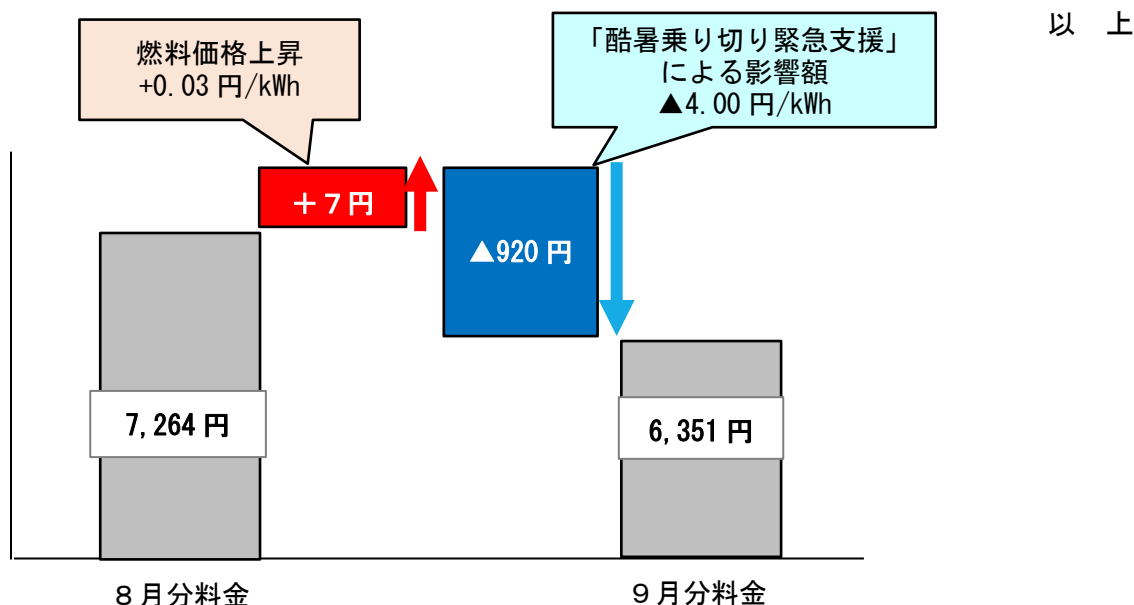 以　上
燃料価格上昇
+0.03 円/kWh
「酷暑乗り切り緊急支援」
による影響額
▲4.00 円/kWh
＋７円
▲920 円
7,264 円
6,351 円
８月分料金
９月分料金